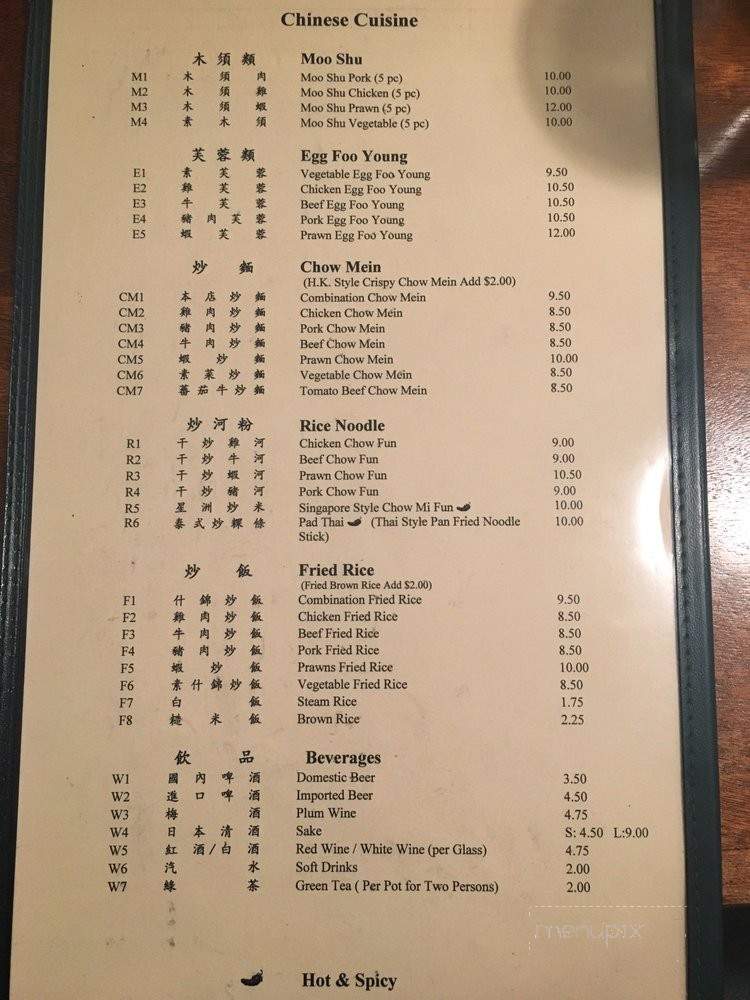 Chinese Cuisine
木須類 Moo Shu
M1 木須肉 Moo Shu Pork (5 pc) 10.00
M2 木須雞 Moo Shu Chicken (5 pc) 10.00
M3 木須蝦 Moo Shu Prawn (5 pc) 12.00
M4 素木須 Moo Shu Vegetable (5 pc) 10.00
芙蓉類 Egg Foo Young
E1 素芙蓉 Vegetable Egg Foo Young 9.50
E2 雞芙蓉 Chicken Egg Foo Young 10.50
E3 牛芙蓉 Beef Egg Foo Young 10.50
E4 豬肉芙蓉 Pork Egg Foo Young 10.50
E5 蝦芙蓉 Prawn Egg Foo Young 12.00
炒麵 Chow Mein
(H.K. Style Crispy Chow Mein Add $2.00)
CM1 本店炒麵 Combination Chow Mein 9.50
CM2 雞肉炒麵 Chicken Chow Mein 8.50
CM3 豬肉炒麵 Pork Chow Mein 8.50
CM4 牛肉炒麵 Beef Chow Mein 8.50
CM5 蝦炒麵 Prawn Chow Mein 10.00
CM6 素菜炒麵 Vegetable Chow Mein 8.50
CM7 蕃茄牛炒麵 Tomato Beef Chow Mein 8.50
炒河粉 Rice Noodle
R1 干炒雞河 Chicken Chow Fun 9.00
R2 干炒牛河 Beef Chow Fun 9.00
R3 干炒蝦河 Prawn Chow Fun 10.50
R4 干炒豬河 Pork Chow Fun 9.00
R5 星洲炒米 Singapore Style Chow Mi Fun 10.00
R6 泰式炒粿條 Pad Thai (Thai Style Pan Fried Noodle 10.00
Stick)
炒飯 Fried Rice
(Fried Brown Rice Add $2.00)
F1 什錦炒飯 Combination Fried Rice 9.50
F2 雞肉炒飯 Chicken Fried Rice 8.50
F3 牛肉炒飯 Beef Fried Rice 8.50
F4 豬肉炒飯 Pork Fried Rice 8.50
F5 蝦炒飯 Prawns Fried Rice 10.00
F6 素什錦炒飯 Vegetable Fried Rice 8.50
F7 白飯 Steam Rice 1.75
F8 糙米飯 Brown Rice 2.25
飲品 Beverages
W1 國內啤酒 Domestic Beer 3.50
W2 進口啤酒 Imported Beer 4.50
W3 梅酒 Plum Wine 4.75
W4 日本清酒 Sake S: 4.50 L:9.00
W5 紅酒/白酒 Red Wine / White Wine (per Glass) 4.75
W6 汽水 Soft Drinks 2.00
W7 綠茶 Green Tea ( Per Pot for Two Persons) 2.00
menupix
Hot & Spicy